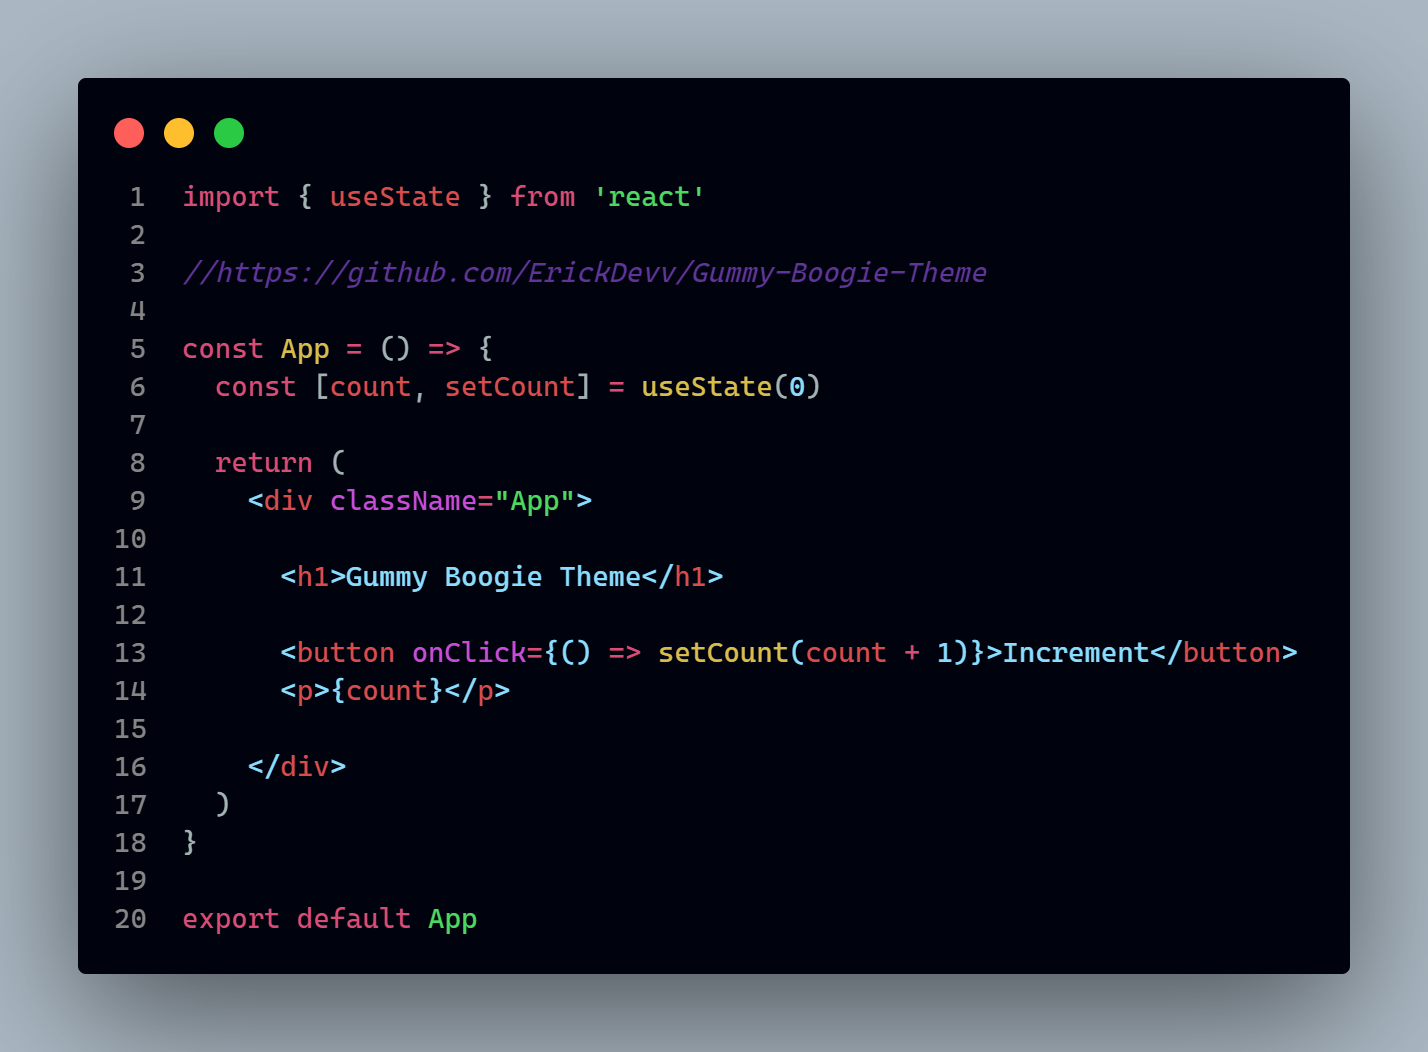 1 import { useState } from 'react'
2
3 //https://github.com/ErickDevv/Gummy-Boogie-Theme
4
5 const App = () => {
6   const [count, setCount] = useState(0)
7
8   return (
9     <div className="App">
10
11       <h1>Gummy Boogie Theme</h1>
12
13       <button onClick={() => setCount(count + 1)}>Increment</button>
14       <p>{count}</p>
15
16     </div>
17   )
18 }
19
20 export default App